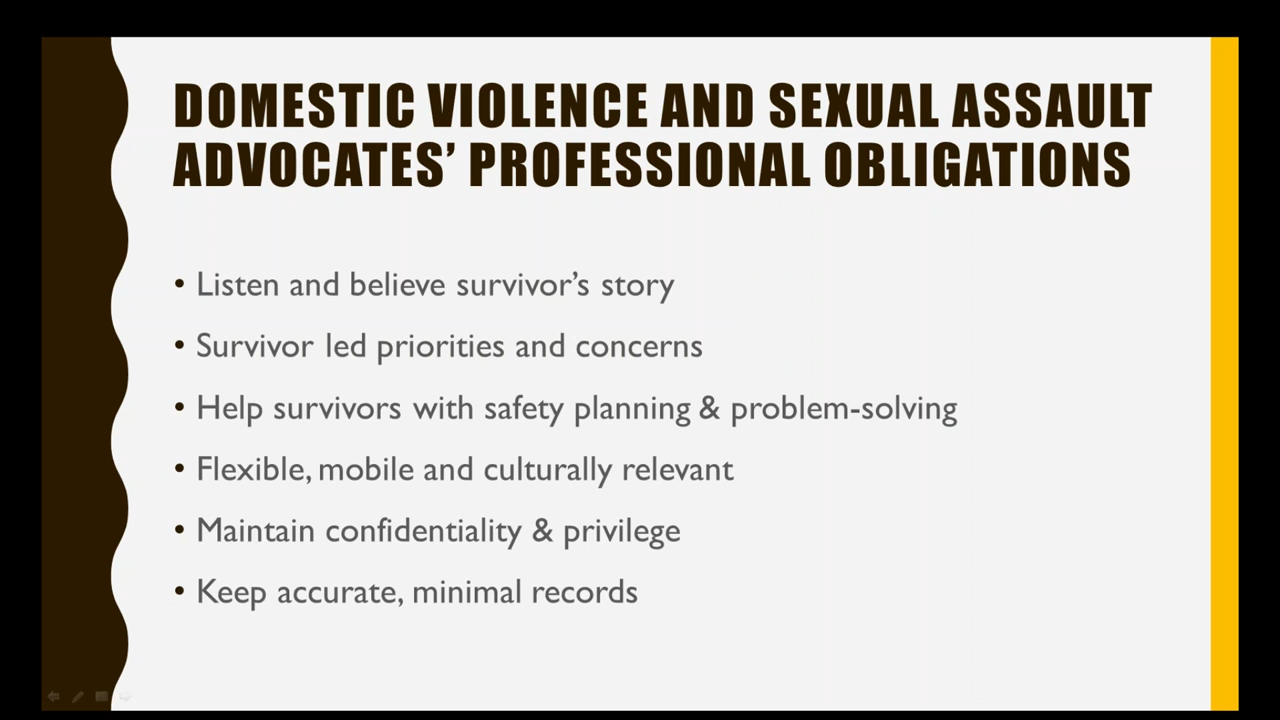 DOMESTIC VIOLENCE AND SEXUAL ASSAULT
ADVOCATES’ PROFESSIONAL OBLIGATIONS
• Listen and believe survivor’s story
• Survivor led priorities and concerns
• Help survivors with safety planning & problem-solving
• Flexible, mobile and culturally relevant
• Maintain confidentiality & privilege
• Keep accurate, minimal records